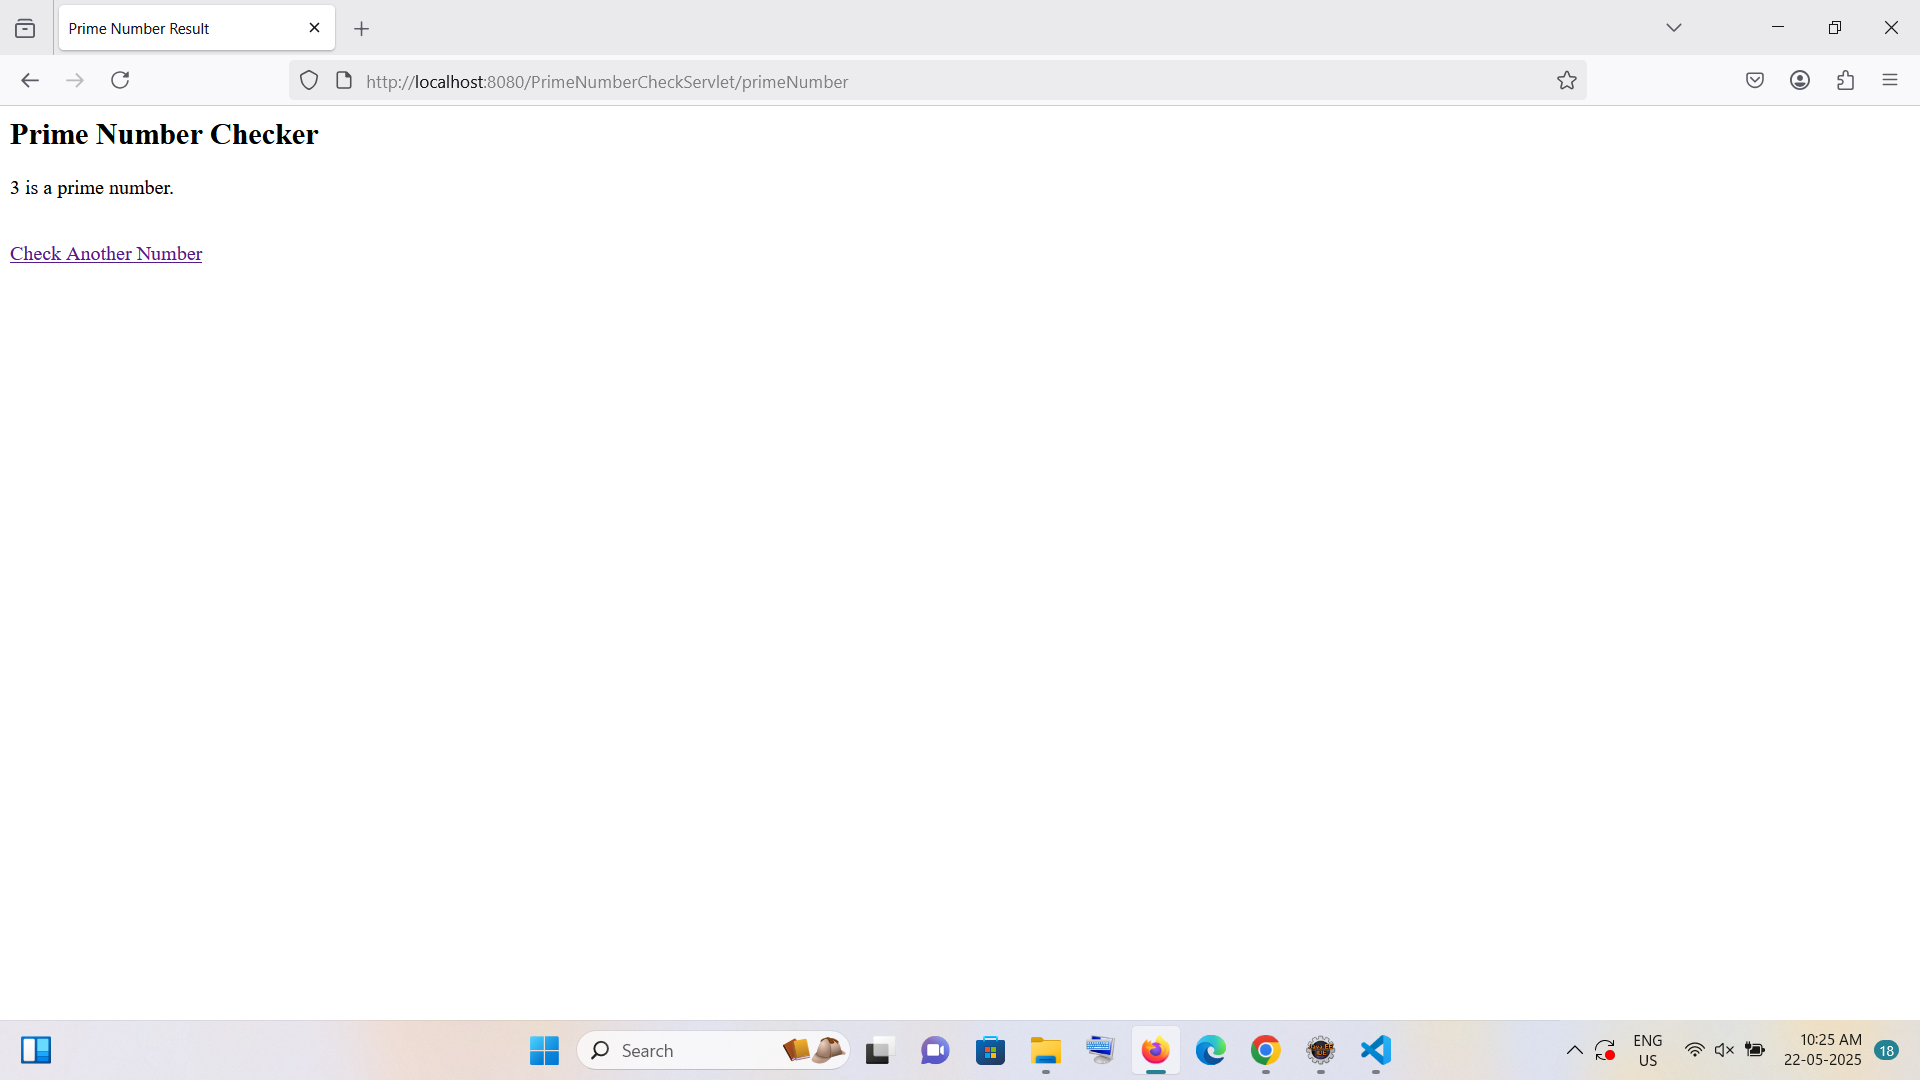 Prime Number Result
http://localhost:8080/PrimeNumberCheckServlet/primeNumber
Prime Number Checker
3 is a prime number.
Check Another Number
Search
ENG
US
10:25 AM
22-05-2025
18